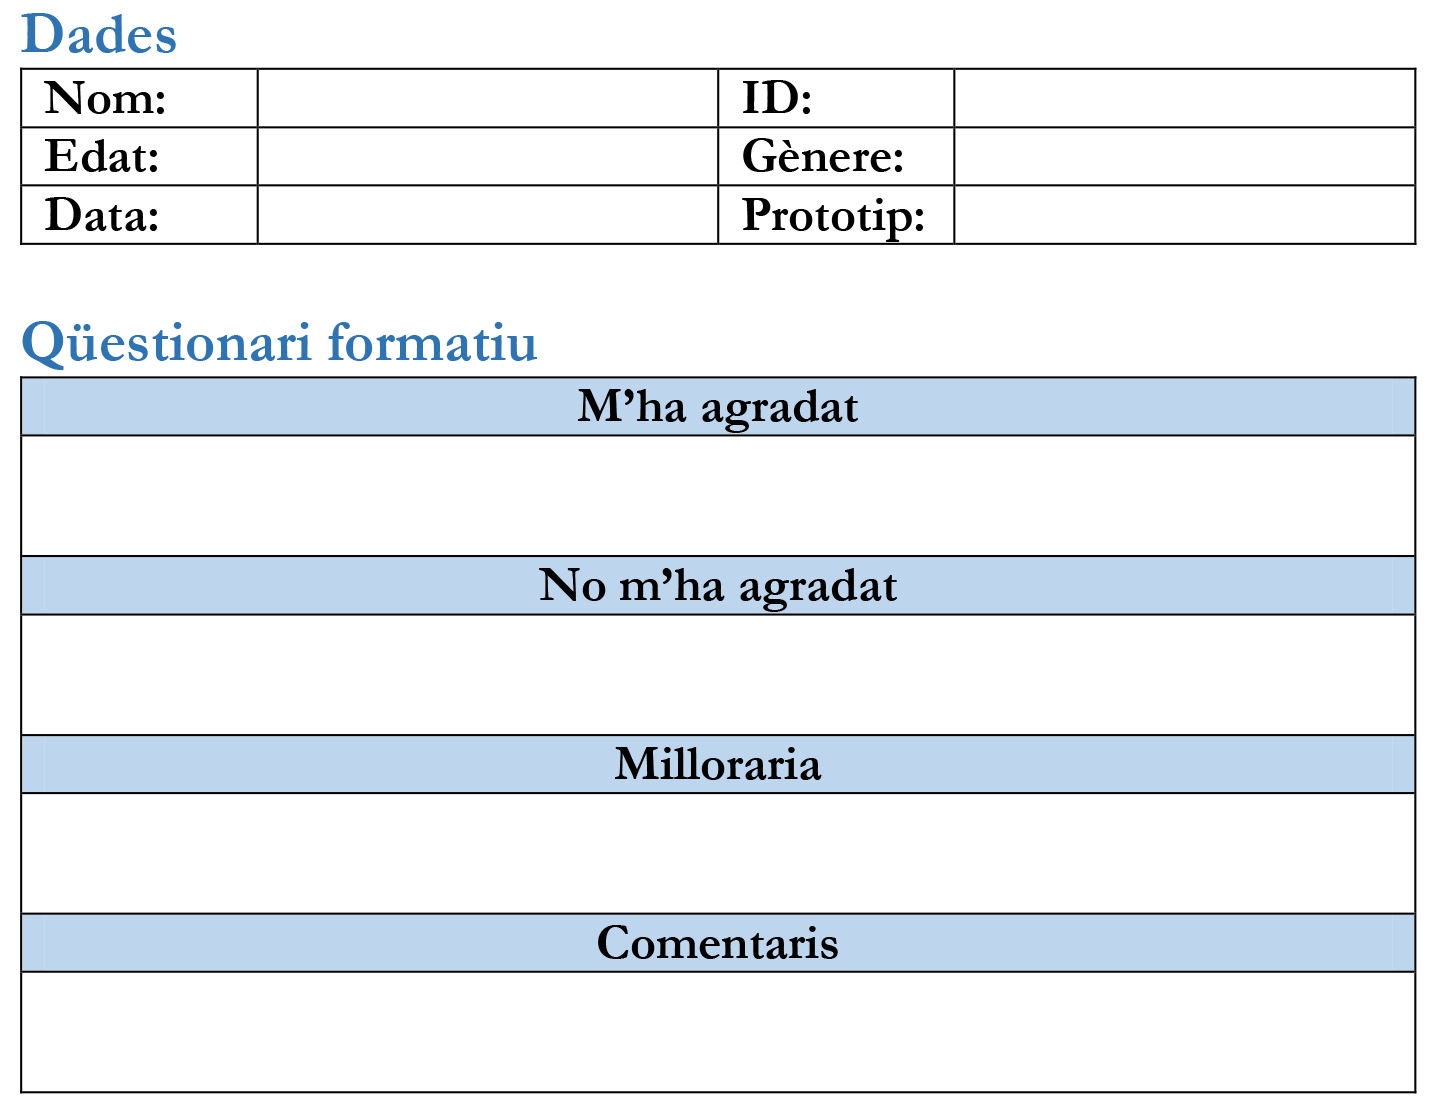 Dades
Nom: ID:
Edat: Gènere:
Data: Prototip:
Qüestionari formatiu
M’ha agradat
No m’ha agradat
Milloraria
Comentaris